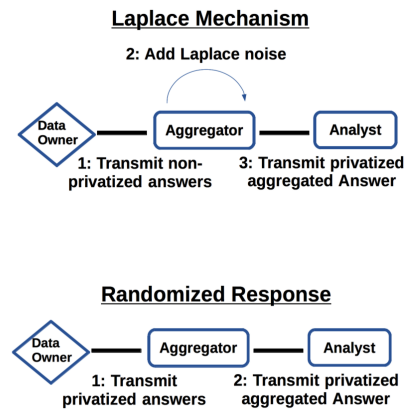 Laplace Mechanism
2: Add Laplace noise
Data
Owner
Aggregator
Analyst
1: Transmit non-
privatized answers
3: Transmit privatized
aggregated Answer
Randomized Response
Data
Owner
Aggregator
Analyst
1: Transmit
privatized answers
2: Transmit privatized
aggregated Answer